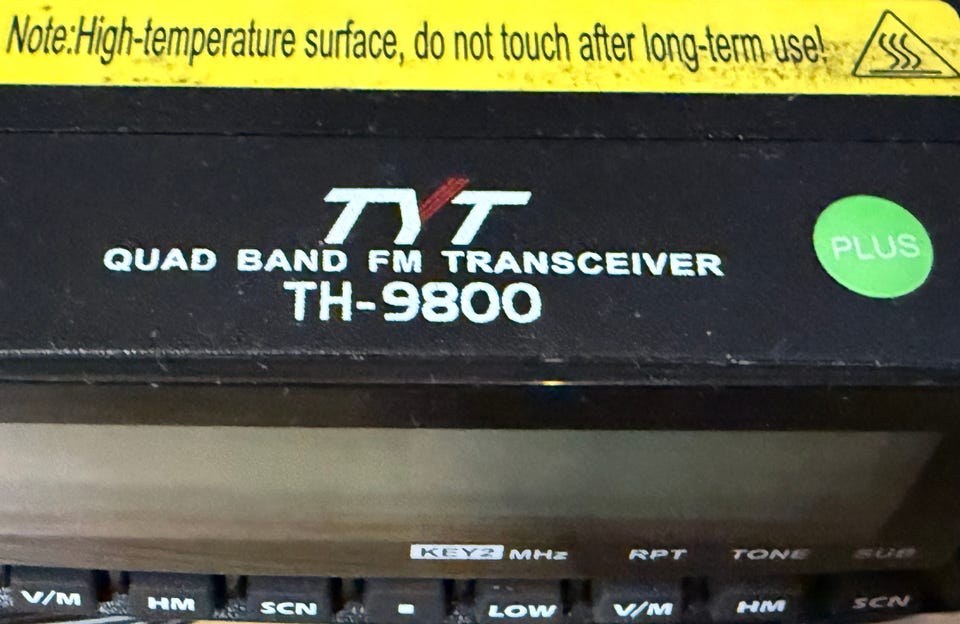 Note:High-temperature surface, do not touch after long-term use!
TYT
QUAD BAND FM TRANSCEIVER
TH-9800
PLUS
KEY2 MHz RPT TONE SUB
V/M HM SCN LOW V/M HM SCN